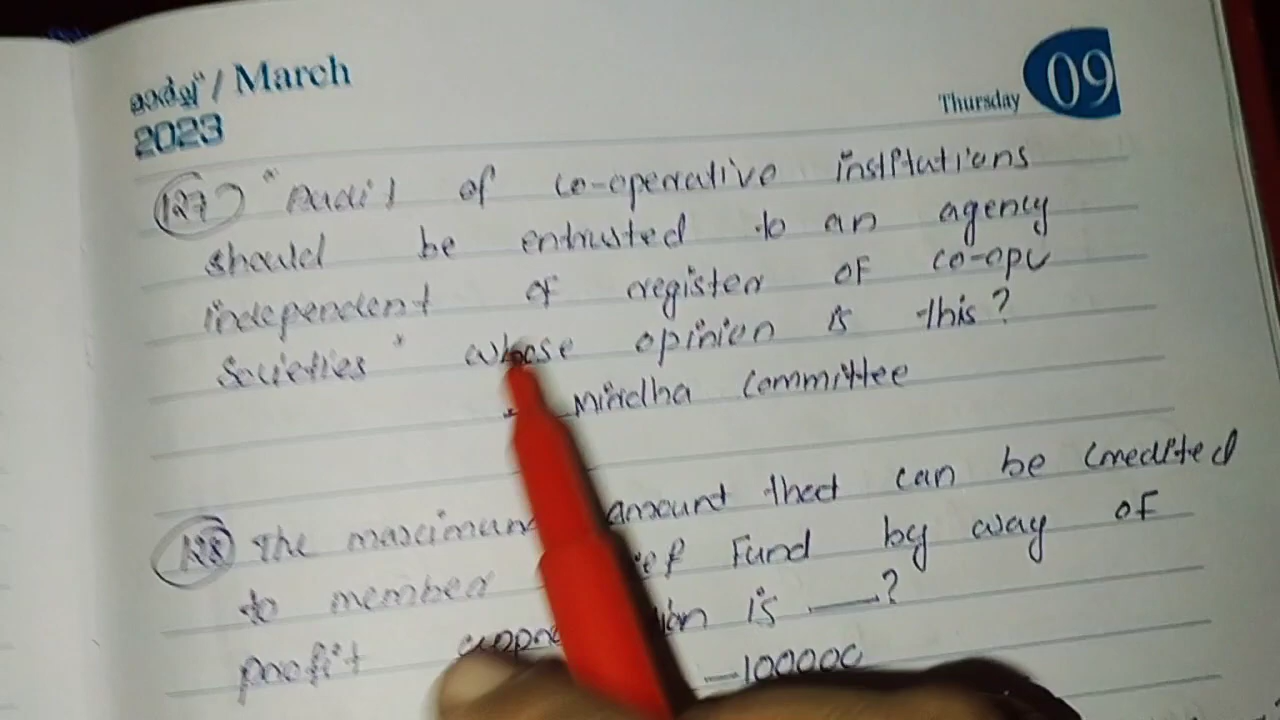 മാർച്ച് / March
2023
Thursday 09
127) "Audit of co-operative institutions
should be entrusted to an agency
independent of register of co-opu
societies" whose opinion is this?
- mirdha committee
128 The maximum amount that can be credited
to member Fund by way of
profit is —?
- 100000